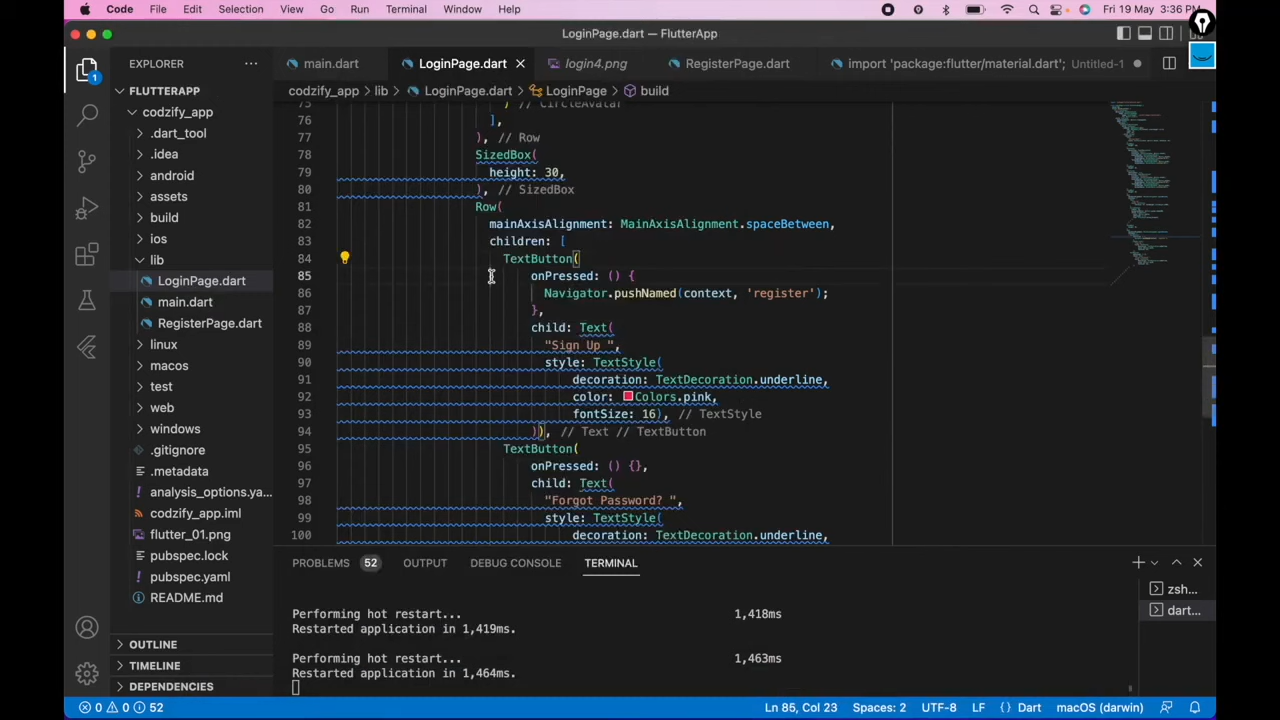 Code File Edit Selection View Go Run Terminal Window Help Fri 19 May 3:36 PM
LoginPage.dart — FlutterApp
EXPLORER
main.dart LoginPage.dart login4.png RegisterPage.dart import 'package:flutter/material.dart'; Untitled-1
FLUTTERAPP
codzify_app
.dart_tool
.idea
android
assets
build
ios
lib
LoginPage.dart
main.dart
RegisterPage.dart
linux
macos
test
web
windows
.gitignore
.metadata
analysis_options.ya...
codzify_app.iml
flutter_01.png
pubspec.lock
pubspec.yaml
README.md
OUTLINE
TIMELINE
DEPENDENCIES
1
codzify_app lib LoginPage.dart LoginPage build
75 ) // CircleAvatar
76 ],
77 ), // Row
78 SizedBox(
79 height: 30,
80 ), // SizedBox
81 Row(
82 mainAxisAlignment: MainAxisAlignment.spaceBetween,
83 children: [
84 TextButton(
85 onPressed: () {
86 Navigator.pushNamed(context, 'register');
87 },
88 child: Text(
89 "Sign Up ",
90 style: TextStyle(
91 decoration: TextDecoration.underline,
92 color: Colors.pink,
93 fontSize: 16), // TextStyle
94 )), // Text // TextButton
95 TextButton(
96 onPressed: () {},
97 child: Text(
98 "Forgot Password? ",
99 style: TextStyle(
100 decoration: TextDecoration.underline,
PROBLEMS 52 OUTPUT DEBUG CONSOLE TERMINAL
Performing hot restart... 1,418ms
Restarted application in 1,419ms.
Performing hot restart... 1,463ms
Restarted application in 1,464ms.
zsh...
dart...
0 0 52 Ln 85, Col 23 Spaces: 2 UTF-8 LF {} Dart macOS (darwin)